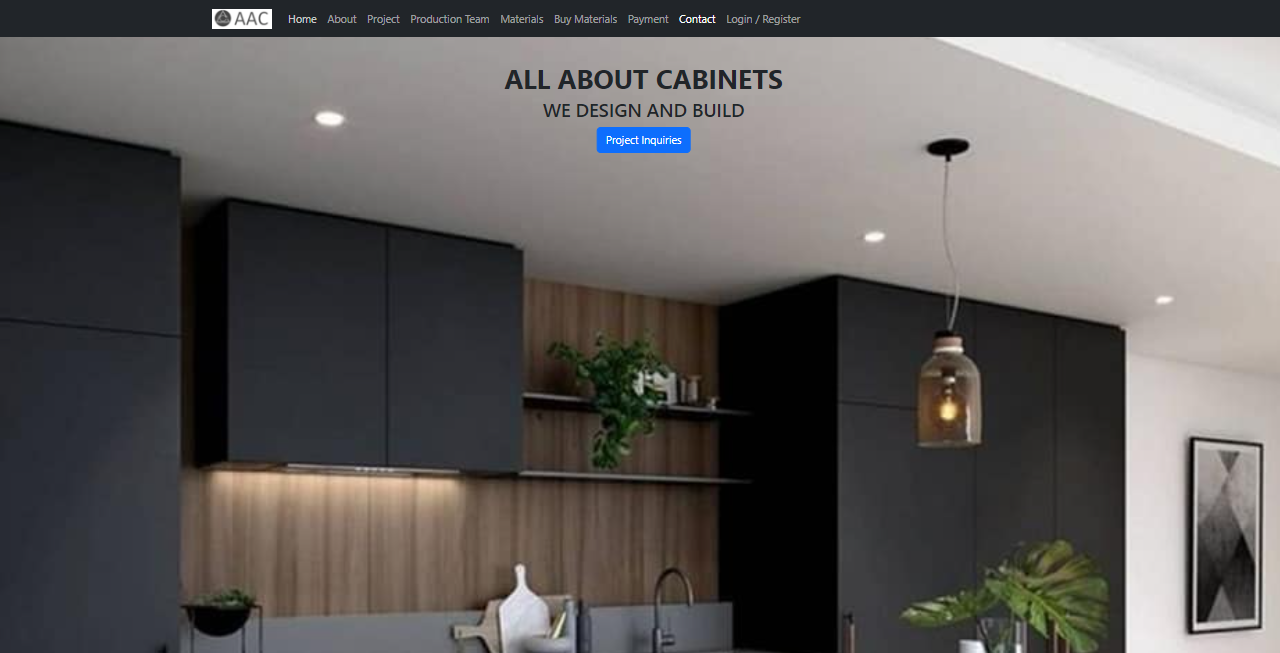 AAC Home About Project Production Team Materials Buy Materials Payment Contact Login / Register
ALL ABOUT CABINETS
WE DESIGN AND BUILD
Project Inquiries